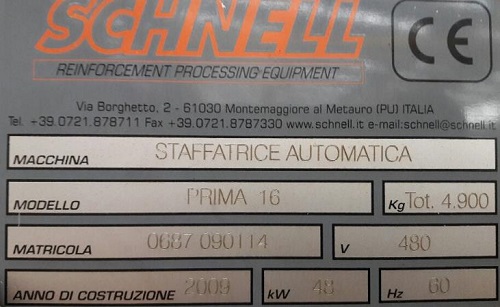 SCHNELL
CE
REINFORCEMENT PROCESSING EQUIPMENT
Via Borghetto, 2 - 61030 Montemaggiore al Metauro (PU) ITALIA
Tel. +39.0721.878711 Fax +39.0721.8787330 www.schnell.it e-mail:schnell@schnell.it
MACCHINA STAFFATRICE AUTOMATICA
MODELLO PRIMA 16 Kg Tot. 4.900
MATRICOLA 0687 090114 V 480
ANNO DI COSTRUZIONE 2009 kW 48 Hz 60